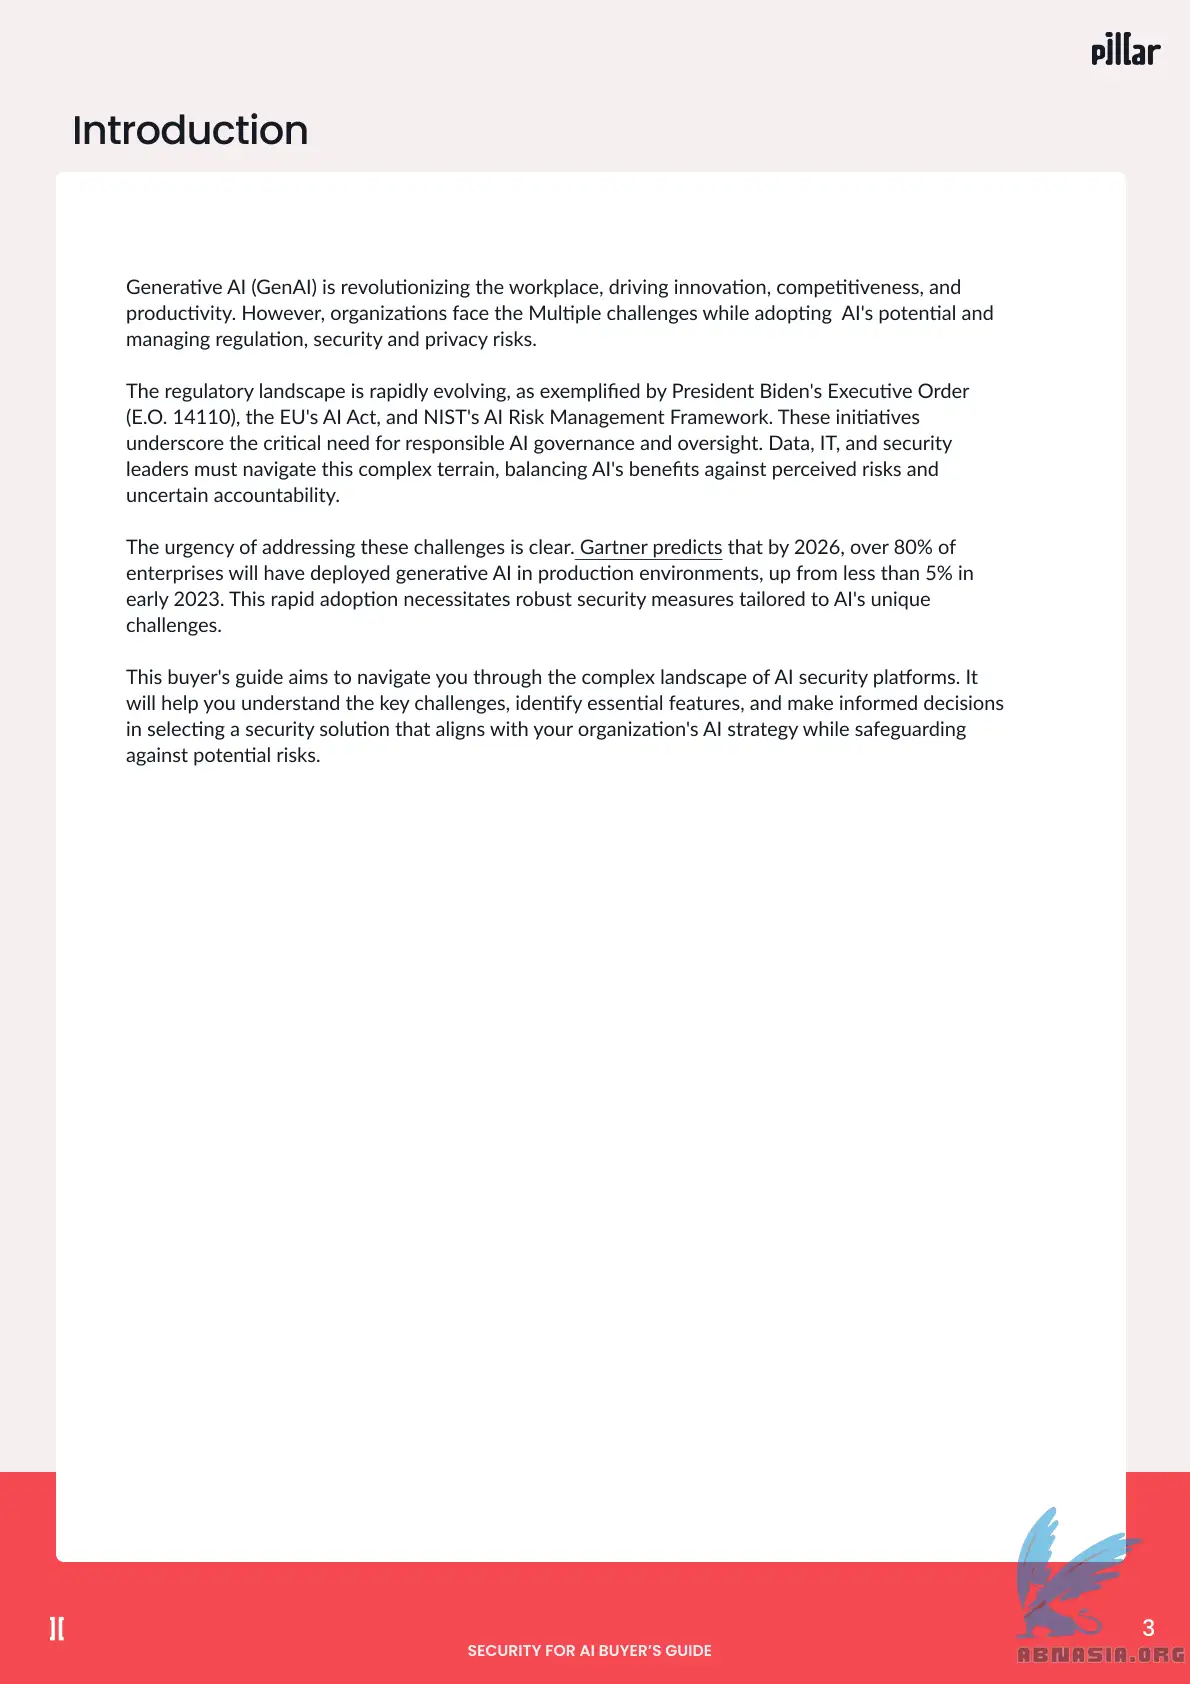 pillar
Introduction
Generative AI (GenAI) is revolutionizing the workplace, driving innovation, competitiveness, and
productivity. However, organizations face the Multiple challenges while adopting  AI's potential and
managing regulation, security and privacy risks.
The regulatory landscape is rapidly evolving, as exemplified by President Biden's Executive Order
(E.O. 14110), the EU's AI Act, and NIST's AI Risk Management Framework. These initiatives
underscore the critical need for responsible AI governance and oversight. Data, IT, and security
leaders must navigate this complex terrain, balancing AI's benefits against perceived risks and
uncertain accountability.
The urgency of addressing these challenges is clear. Gartner predicts that by 2026, over 80% of
enterprises will have deployed generative AI in production environments, up from less than 5% in
early 2023. This rapid adoption necessitates robust security measures tailored to AI's unique
challenges.
This buyer's guide aims to navigate you through the complex landscape of AI security platforms. It
will help you understand the key challenges, identify essential features, and make informed decisions
in selecting a security solution that aligns with your organization's AI strategy while safeguarding
against potential risks.
3
SECURITY FOR AI BUYER’S GUIDE
ABNASIA.ORG